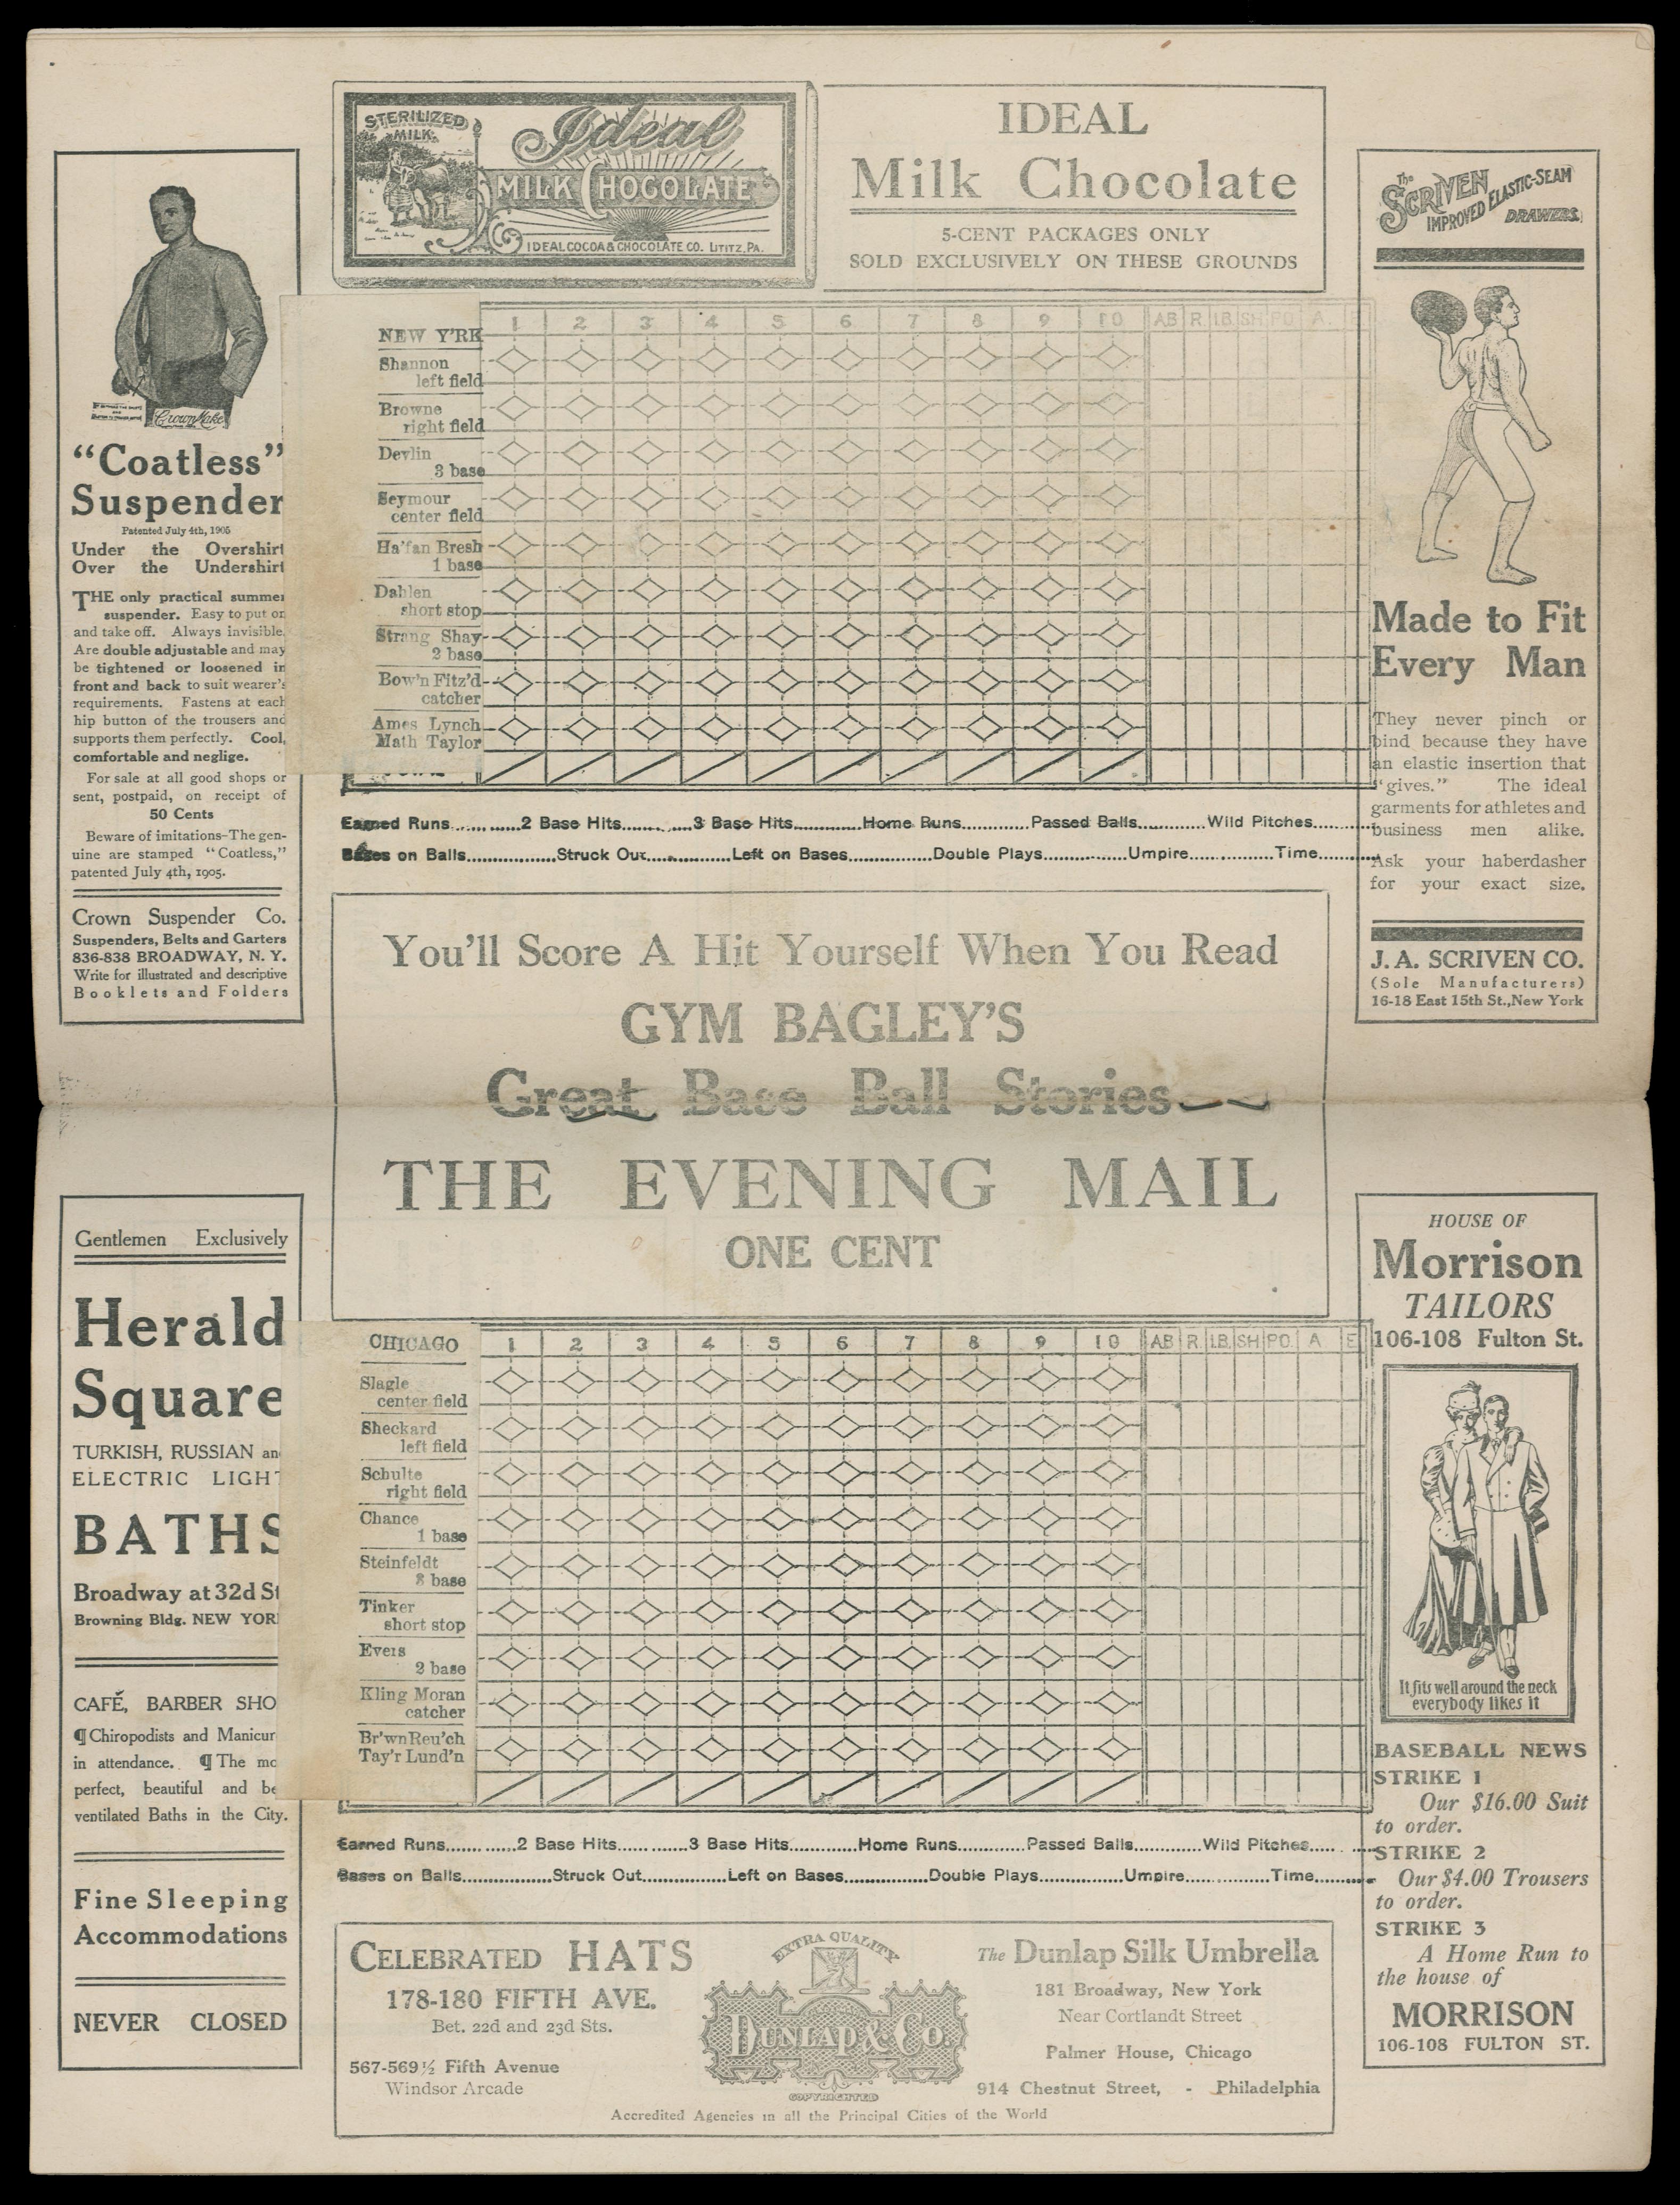 STERILIZED
MILK.
Ideal
MILK CHOCOLATE
IDEAL COCOA & CHOCOLATE CO. LITITZ, PA.
IDEAL
Milk Chocolate
5-CENT PACKAGES ONLY
SOLD EXCLUSIVELY ON THESE GROUNDS
Crown Make
"Coatless"
Suspender
Patented July 4th, 1905
Under the Overshirt
Over the Undershirt
THE only practical summer
suspender. Easy to put on
and take off. Always invisible.
Are double adjustable and may
be tightened or loosened in
front and back to suit wearer's
requirements. Fastens at each
hip button of the trousers and
supports them perfectly. Cool,
comfortable and neglige.
For sale at all good shops or
sent, postpaid, on receipt of
50 Cents
Beware of imitations-The gen-
uine are stamped "Coatless,"
patented July 4th, 1905.
Crown Suspender Co.
Suspenders, Belts and Garters
836-838 BROADWAY, N. Y.
Write for illustrated and descriptive
Booklets and Folders
NEW Y'RK 1 2 3 4 5 6 7 8 9 10 AB R. 1.B. SH PO. A. E
Shannon
left field
Browne
right field
Devlin
3 base
Seymour
center field
Ha'fan Bresh
1 base
Dahlen
short stop
Strang Shay
2 base
Bow'n Fitz'd
catcher
Ames Lynch
Math Taylor
Earned Runs............2 Base Hits............3 Base Hits............Home Runs............Passed Balls............Wild Pitches............
Bases on Balls................Struck Out................Left on Bases................Double Plays................Umpire................Time............
The
SCRIVEN
IMPROVED ELASTIC-SEAM
DRAWERS.
Made to Fit
Every Man
They never pinch or
bind because they have
an elastic insertion that
"gives." The ideal
garments for athletes and
business men alike.
Ask your haberdasher
for your exact size.
J. A. SCRIVEN CO.
(Sole Manufacturers)
16-18 East 15th St., New York
You'll Score A Hit Yourself When You Read
GYM BAGLEY'S
Great Base Ball Stories
THE EVENING MAIL
ONE CENT
Gentlemen Exclusively
Herald
Square
TURKISH, RUSSIAN an
ELECTRIC LIGHT
BATHS
Broadway at 32d St
Browning Bldg. NEW YOR
CAFÉ, BARBER SHO
¶ Chiropodists and Manicur
in attendance. ¶ The mo
perfect, beautiful and be
ventilated Baths in the City.
Fine Sleeping
Accommodations
NEVER CLOSED
CHICAGO 1 2 3 4 5 6 7 8 9 10 AB R. 1.B. SH PO. A E
Slagle
center field
Sheckard
left field
Schulte
right field
Chance
1 base
Steinfeldt
3 base
Tinker
short stop
Evers
2 base
Kling Moran
catcher
Br'wn Reu'ch
Tay'r Lund'n
Earned Runs............2 Base Hits............3 Base Hits............Home Runs............Passed Balls............Wild Pitches............
Bases on Balls................Struck Out................Left on Bases................Double Plays................Umpire................Time............
HOUSE OF
Morrison
TAILORS
106-108 Fulton St.
It fits well around the neck
everybody likes it
BASEBALL NEWS
STRIKE 1
Our $16.00 Suit
to order.
STRIKE 2
Our $4.00 Trousers
to order.
STRIKE 3
A Home Run to
the house of
MORRISON
106-108 FULTON ST.
CELEBRATED HATS
178-180 FIFTH AVE.
Bet. 22d and 23d Sts.
567-569½ Fifth Avenue
Windsor Arcade
EXTRA QUALITY
DUNLAP & CO.
COPYRIGHTED
The Dunlap Silk Umbrella
181 Broadway, New York
Near Cortlandt Street
Palmer House, Chicago
914 Chestnut Street, - Philadelphia
Accredited Agencies in all the Principal Cities of the World